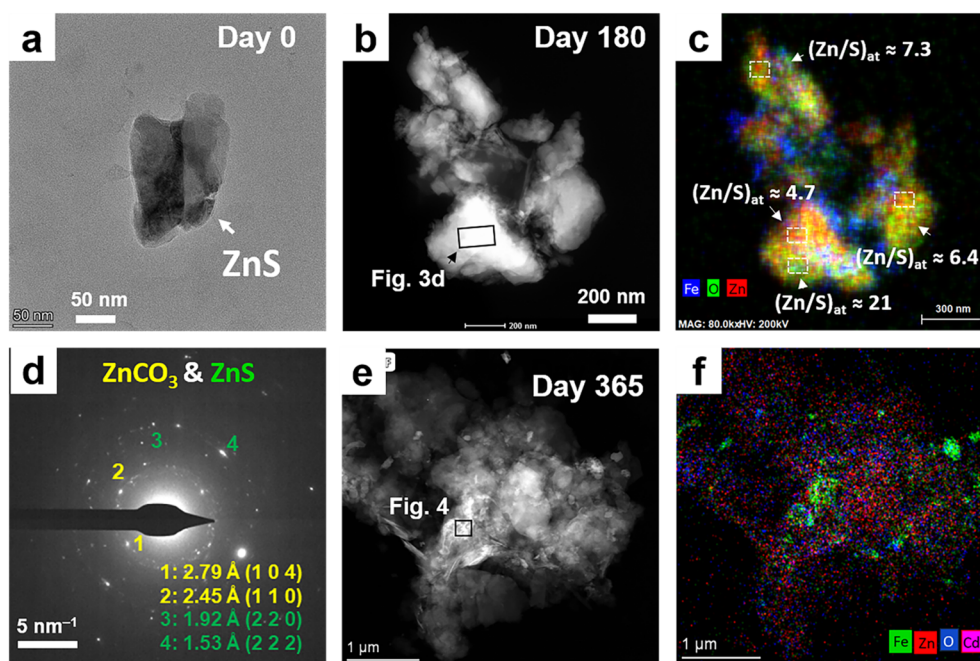 a
Day 0
ZnS
50 nm
50 nm
b
Day 180
Fig. 3d
200 nm
200 nm
c
(Zn/S)at ≈ 7.3
(Zn/S)at ≈ 4.7
(Zn/S)at ≈ 6.4
(Zn/S)at ≈ 21
Fe O Zn
300 nm
MAG: 80.0kxHV: 200kV
d
ZnCO3 & ZnS
3
4
2
1
1: 2.79 Å (1 0 4)
2: 2.45 Å (1 1 0)
3: 1.92 Å (2 2 0)
4: 1.53 Å (2 2 2)
5 nm–1
e
Day 365
Fig. 4
1 µm
f
1 µm
Fe Zn O Cd